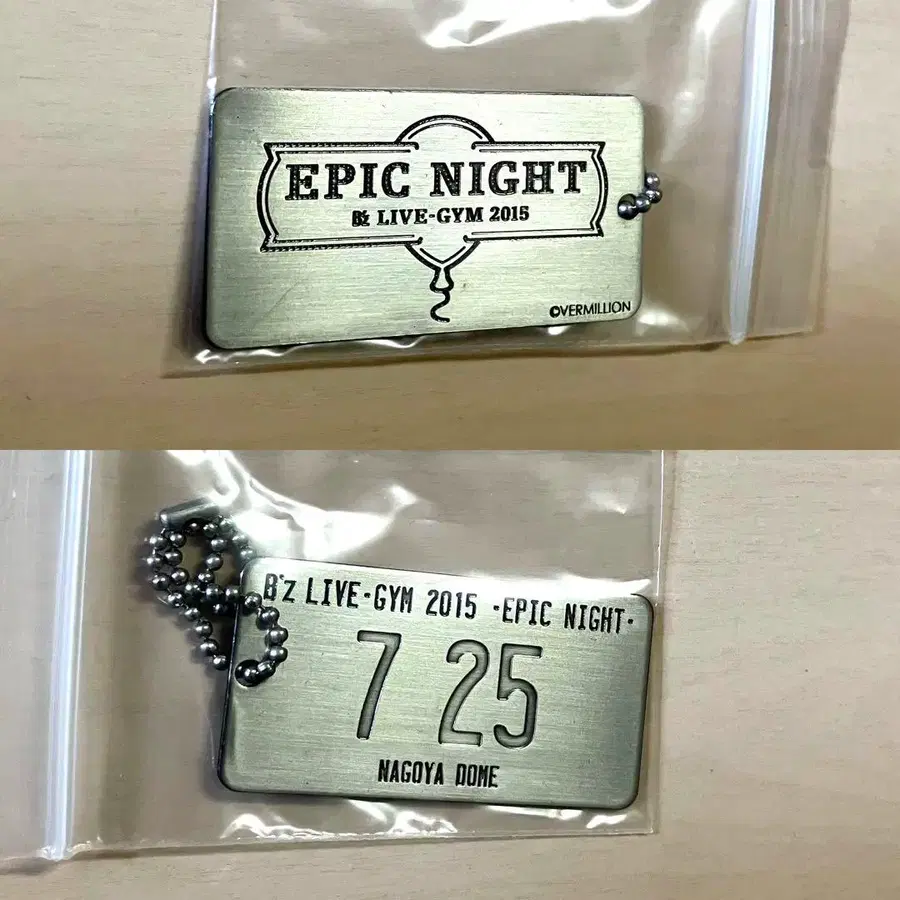 EPIC NIGHT
B'z LIVE-GYM 2015
©VERMILLION
B'z LIVE-GYM 2015 -EPIC NIGHT-
7 25
NAGOYA DOME